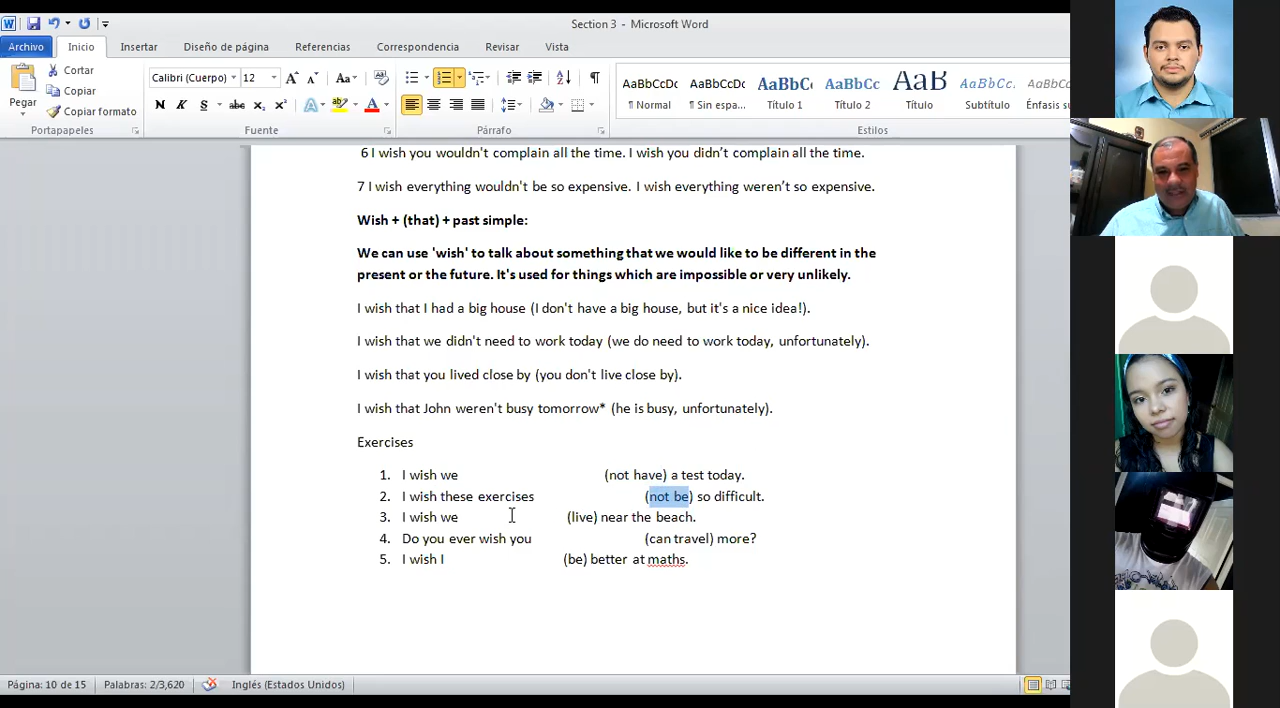 Section 3 - Microsoft Word
Archivo Inicio Insertar Diseño de página Referencias Correspondencia Revisar Vista
Pegar
Cortar
Copiar
Copiar formato
Portapapeles
Calibri (Cuerpo) 12
N K S abc x₂ x²
Fuente
Párrafo
AaBbCcDc AaBbCcDc AaBbC AaBbCc AaB AaBbCc. AaBbCcD
¶ Normal ¶ Sin espa... Título 1 Título 2 Título Subtítulo Énfasis su
Estilos
6 I wish you wouldn't complain all the time. I wish you didn’t complain all the time.
7 I wish everything wouldn't be so expensive. I wish everything weren’t so expensive.
Wish + (that) + past simple:
We can use 'wish' to talk about something that we would like to be different in the
present or the future. It's used for things which are impossible or very unlikely.
I wish that I had a big house (I don't have a big house, but it's a nice idea!).
I wish that we didn't need to work today (we do need to work today, unfortunately).
I wish that you lived close by (you don't live close by).
I wish that John weren't busy tomorrow* (he is busy, unfortunately).
Exercises
1. I wish we (not have) a test today.
2. I wish these exercises (not be) so difficult.
3. I wish we (live) near the beach.
4. Do you ever wish you (can travel) more?
5. I wish I (be) better at maths.
Página: 10 de 15 Palabras: 2/3,620 Inglés (Estados Unidos)